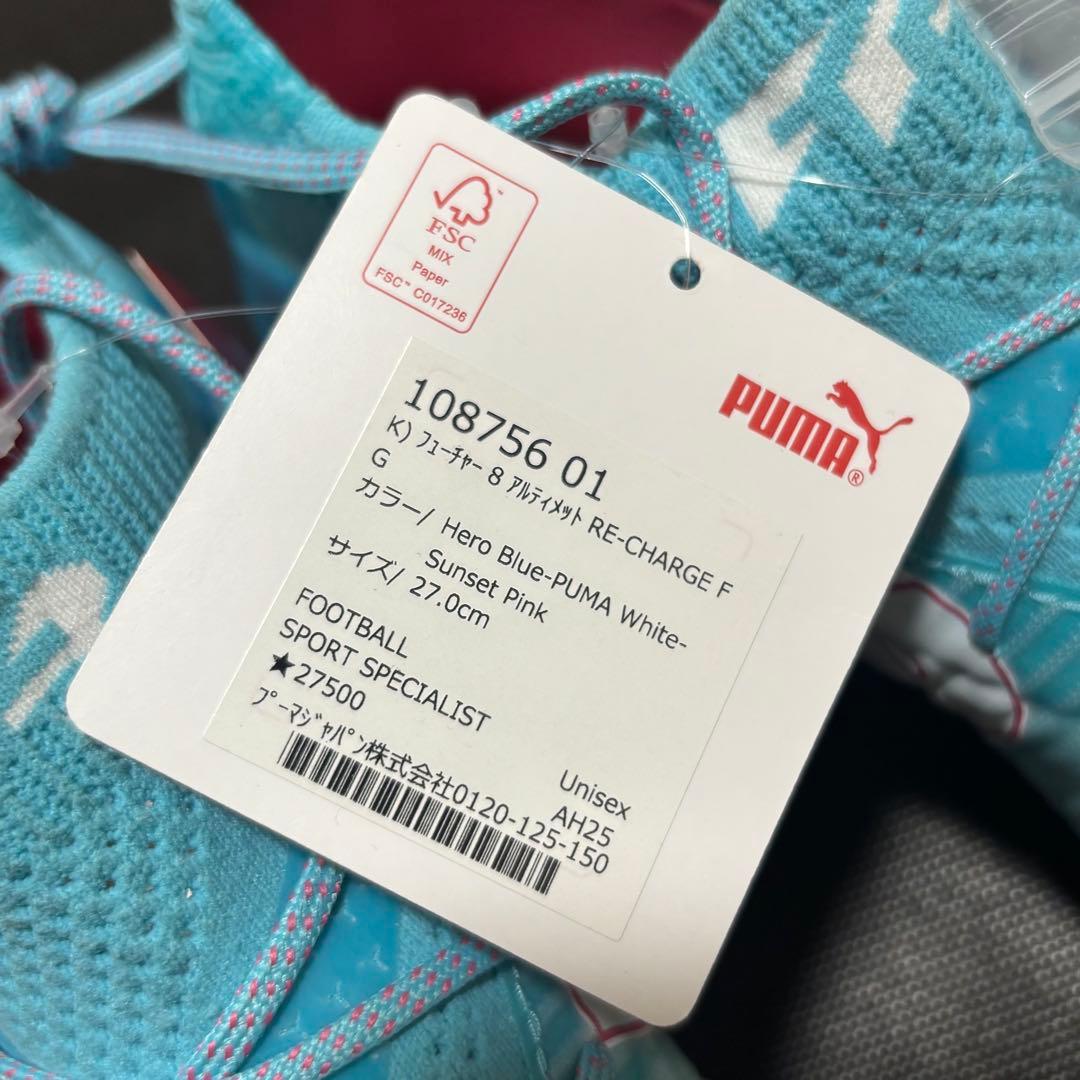 FSC™
MIX
Paper
FSC™ C017236
PUMA®
108756 01
K) ﾌｭｰﾁｬｰ 8 ｱﾙﾃｨﾒｯﾄ RE-CHARGE F
G
カラー/ Hero Blue-PUMA White-
Sunset Pink
サイズ/ 27.0cm
FOOTBALL
SPORT SPECIALIST
★27500
Unisex
AH25
ﾌﾟｰﾏｼﾞｬﾊﾟﾝ株式会社0120-125-150